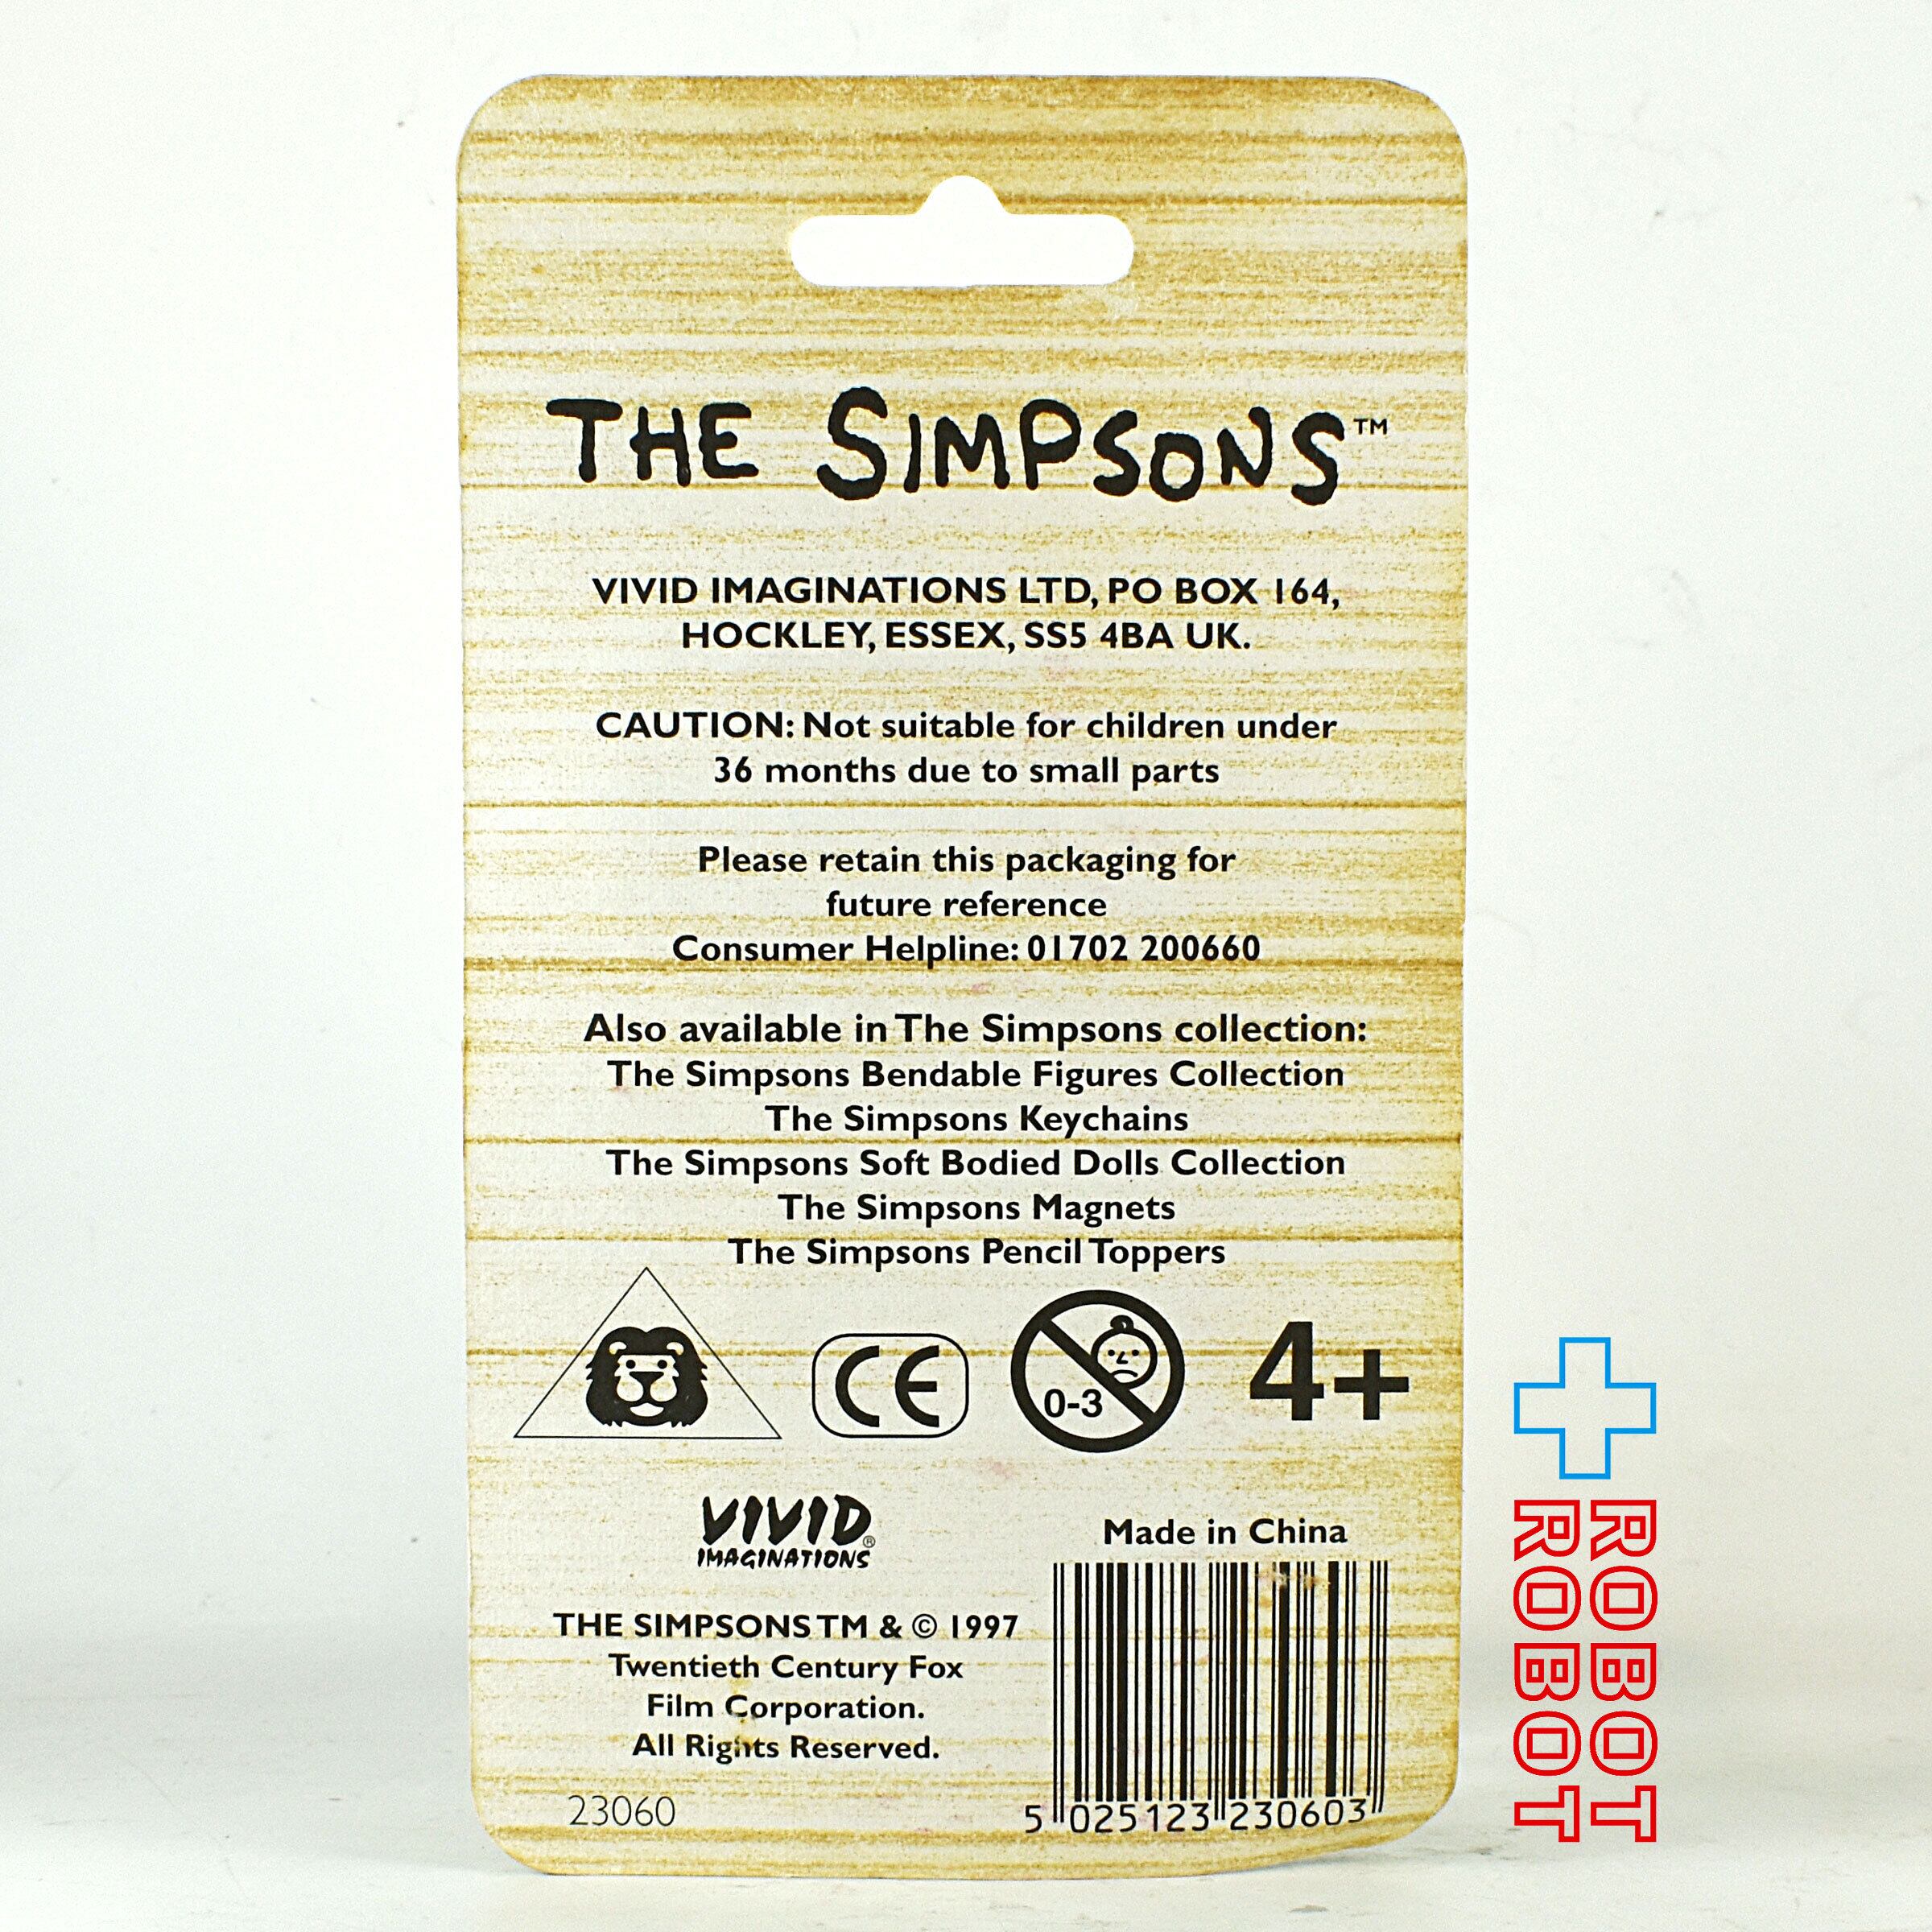 THE SIMPSONS™
VIVID IMAGINATIONS LTD, PO BOX 164,
HOCKLEY, ESSEX, SS5 4BA UK.
CAUTION: Not suitable for children under
36 months due to small parts
Please retain this packaging for
future reference
Consumer Helpline: 01702 200660
Also available in The Simpsons collection:
The Simpsons Bendable Figures Collection
The Simpsons Keychains
The Simpsons Soft Bodied Dolls Collection
The Simpsons Magnets
The Simpsons Pencil Toppers
CE
0-3
4+
VIVID®
IMAGINATIONS
Made in China
THE SIMPSONS TM & © 1997
Twentieth Century Fox
Film Corporation.
All Rights Reserved.
23060
5 025123 230603
ROBOT
ROBOT